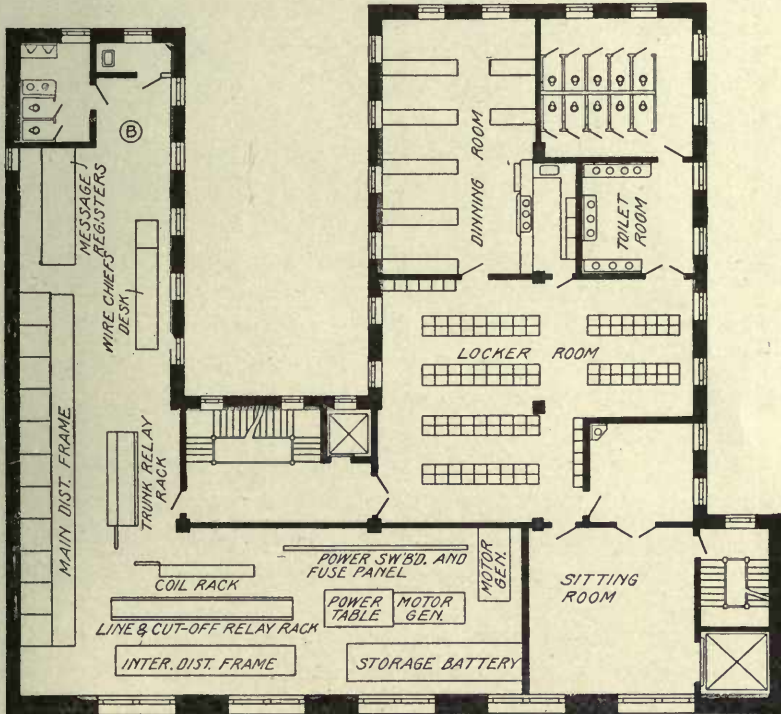 B
MESSAGE
REGISTERS
WIRE CHIEFS
DESK
DINNING ROOM
TOILET
ROOM
LOCKER ROOM
MAIN DIST. FRAME
TRUNK RELAY
RACK
COIL RACK
POWER SW'B'D. AND
FUSE PANEL
MOTOR
GEN.
SITTING
ROOM
POWER
TABLE
MOTOR
GEN.
LINE & CUT-OFF RELAY RACK
INTER. DIST. FRAME
STORAGE BATTERY